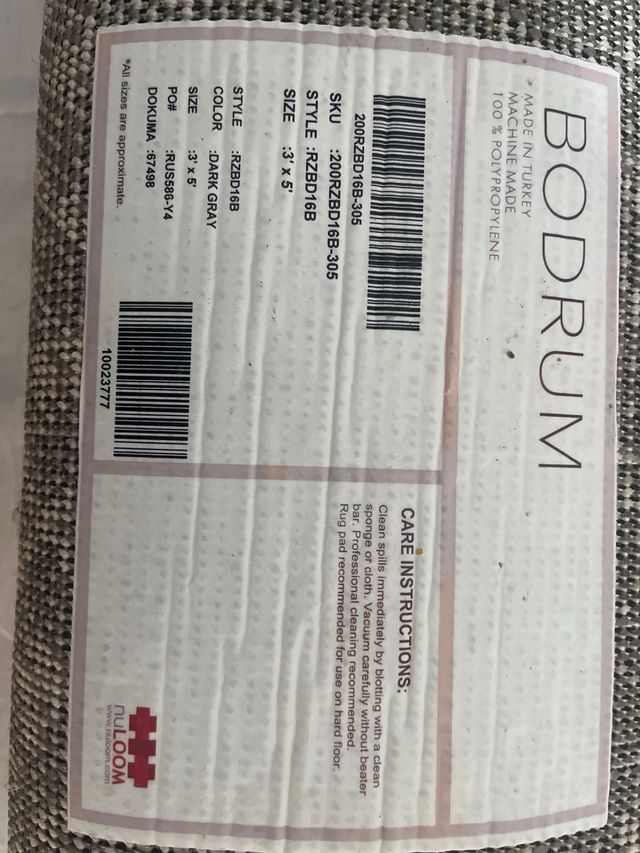 BODRUM
MADE IN TURKEY
MACHINE MADE
100 % POLYPROPYLENE
200RZBD16B-305
SKU :200RZBD16B-305
STYLE :RZBD16B
SIZE :3' x 5'
STYLE :RZBD16B
COLOR :DARK GRAY
SIZE :3' x 5'
PO# :RUS586-Y4
DOKUMA :67498
10023777
*All sizes are approximate.
CARE INSTRUCTIONS:
Clean spills immediately by blotting with a clean
sponge or cloth. Vacuum carefully without beater
bar. Professional cleaning recommended.
Rug pad recommended for use on hard floor.
nuLOOM
www.nuloom.com